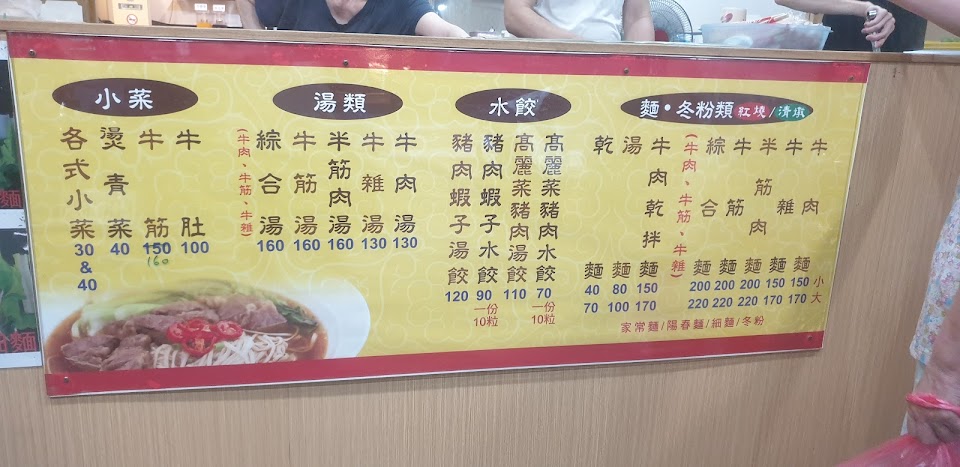 小菜
各式小菜
30
&
40
燙青菜
40
牛筋
150
160
牛肚
100
湯類
(牛肉、牛筋、牛雜)
綜合湯
160
牛筋湯
160
半筋肉湯
160
牛雜湯
130
牛肉湯
130
水餃
豬肉蝦子湯餃
120
豬肉蝦子水餃
90
一份
10粒
高麗菜豬肉湯餃
110
高麗菜豬肉水餃
70
一份
10粒
麵・冬粉類 紅燒/清燉
乾麵
40
70
湯麵
80
100
牛肉乾拌麵
150
170
(牛肉、牛筋、牛雜)
綜合麵
200
220
牛筋麵
200
220
半筋肉麵
200
220
牛雜麵
150
170
牛肉麵
150
170
小
大
家常麵/陽春麵/細麵/冬粉